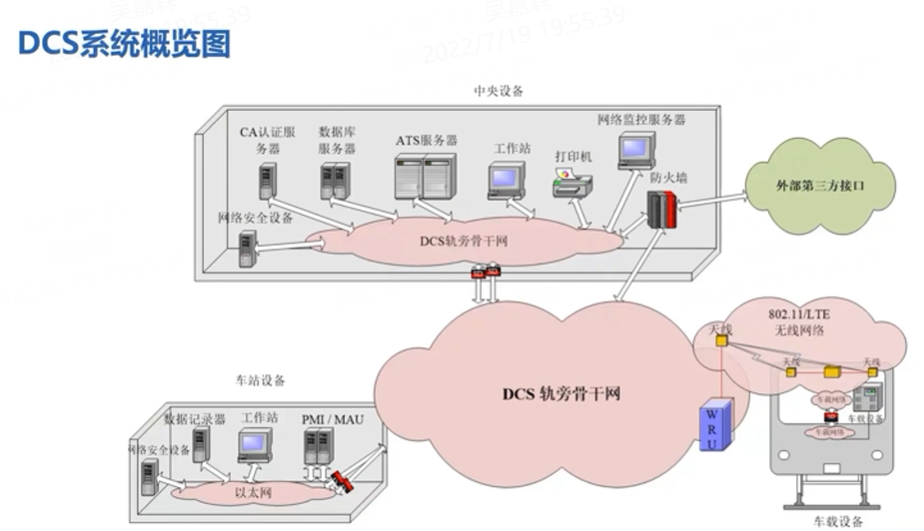 DCS系统概览图
2022/7/19 19:55:39
中央设备
CA认证服
务器
数据库
服务器
ATS服务器
工作站
打印机
网络监控服务器
防火墙
外部第三方接口
网络安全设备
DCS轨旁骨干网
802.11/LTE
无线网络
天线
天线
天线
车载网络
车载设备
车载网络
WRU
DCS 轨旁骨干网
车站设备
数据记录器
工作站
PMI / MAU
网络安全设备
以太网
车载设备